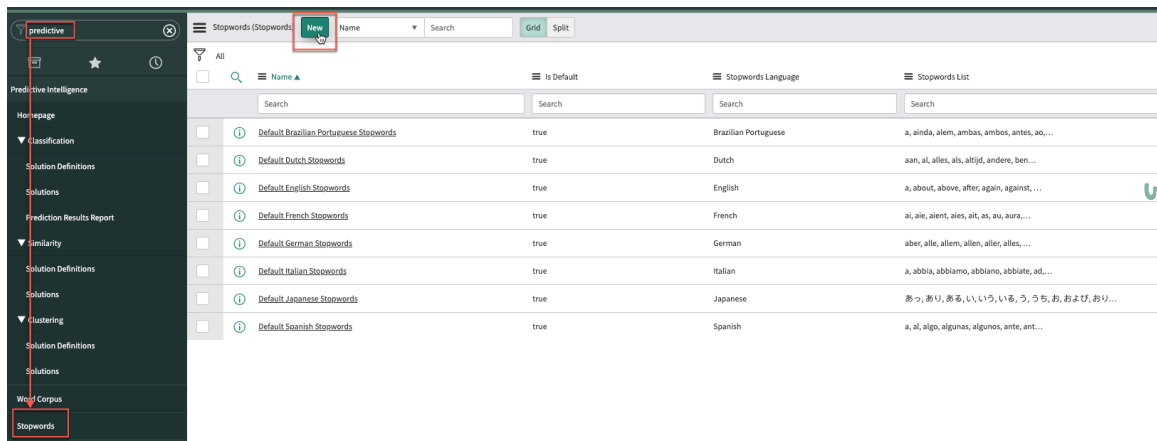 predictive
Predictive Intelligence
Homepage
Classification
Solution Definitions
Solutions
Prediction Results Report
Similarity
Solution Definitions
Solutions
Clustering
Solution Definitions
Solutions
Word Corpus
Stopwords
Stopwords (Stopwords New Name Search Grid Split
All
Name Is Default Stopwords Language Stopwords List
Search Search Search Search
Default Brazilian Portuguese Stopwords true Brazilian Portuguese a, ainda, alem, ambas, ambos, antes, ao,...
Default Dutch Stopwords true Dutch aan, al, alles, als, altijd, andere, ben...
Default English Stopwords true English a, about, above, after, again, against, ...
Default French Stopwords true French ai, aie, aient, aies, ait, as, au, aura,...
Default German Stopwords true German aber, alle, allem, allen, aller, alles, ...
Default Italian Stopwords true Italian a, abbia, abbiamo, abbiano, abbiate, ad,...
Default Japanese Stopwords true Japanese あっ, あり, ある, い, いう, いる, う, うち, お, および, おり...
Default Spanish Stopwords true Spanish a, al, algo, algunas, algunos, ante, ant...